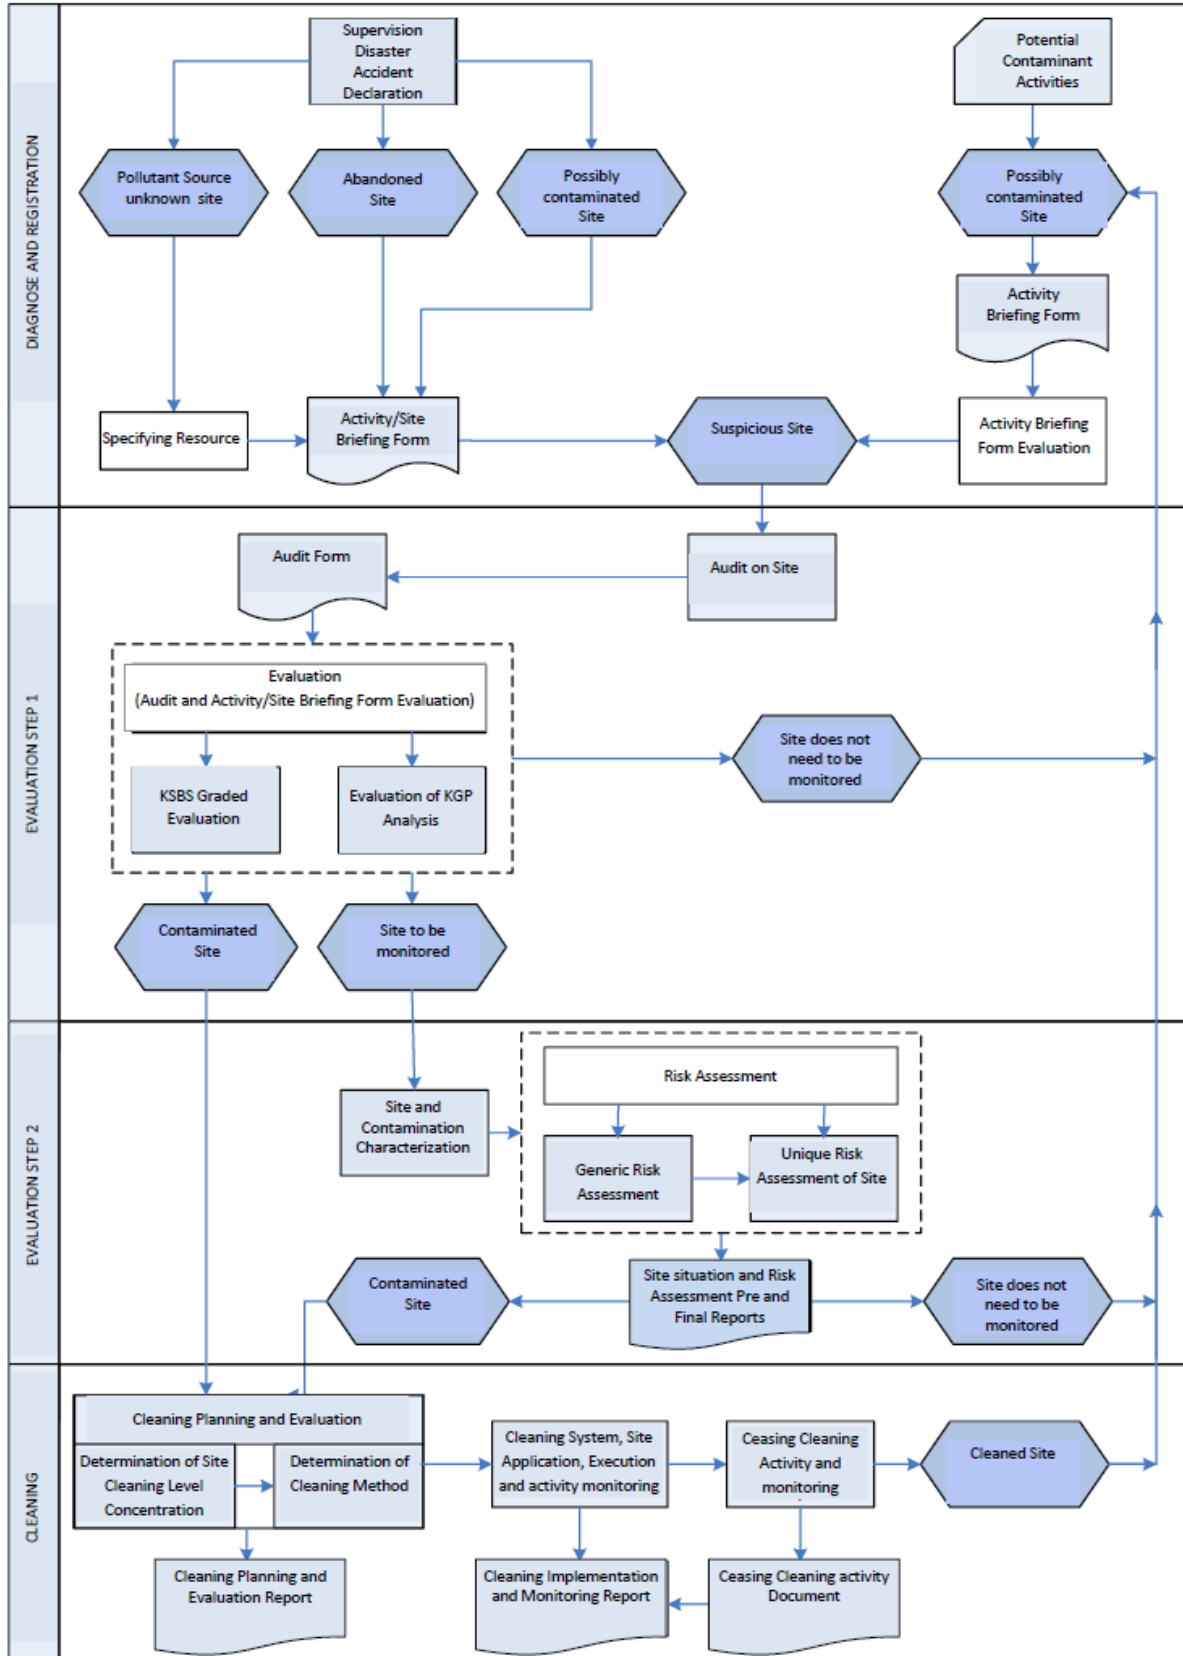 DIAGNOSE AND REGISTRATION
Supervision
Disaster
Accident
Declaration
Potential
Contaminant
Activities
Pollutant Source
unknown site
Abandoned
Site
Possibly
contaminated
Site
Possibly
contaminated
Site
Activity
Briefing Form
Specifying Resource
Activity/Site
Briefing Form
Suspicious Site
Activity Briefing
Form Evaluation
EVALUATION STEP 1
Audit Form
Audit on Site
Evaluation
(Audit and Activity/Site Briefing Form Evaluation)
KSBS Graded
Evaluation
Evaluation of KGP
Analysis
Site does not
need to be
monitored
Contaminated
Site
Site to be
monitored
EVALUATION STEP 2
Site and
Contamination
Characterization
Risk Assessment
Generic Risk
Assessment
Unique Risk
Assessment of Site
Contaminated
Site
Site situation and Risk
Assessment Pre and
Final Reports
Site does not
need to be
monitored
CLEANING
Cleaning Planning and Evaluation
Determination of Site
Cleaning Level
Concentration
Determination of
Cleaning Method
Cleaning System, Site
Application, Execution
and activity monitoring
Ceasing Cleaning
Activity and
monitoring
Cleaned Site
Cleaning Planning and
Evaluation Report
Cleaning Implementation
and Monitoring Report
Ceasing Cleaning activity
Document